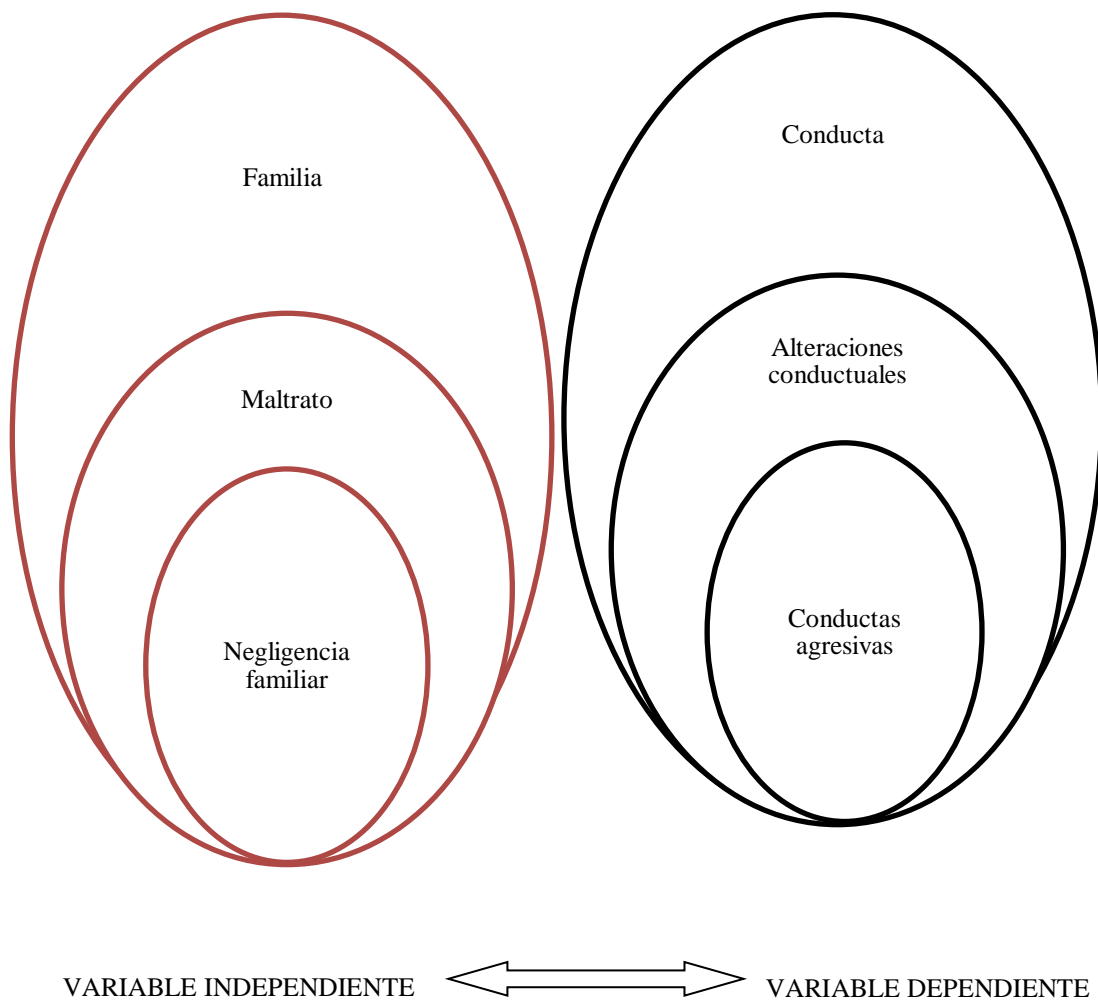 Familia
Maltrato
Negligencia
familiar
Conducta
Alteraciones
conductuales
Conductas
agresivas
VARIABLE INDEPENDIENTE
VARIABLE DEPENDIENTE